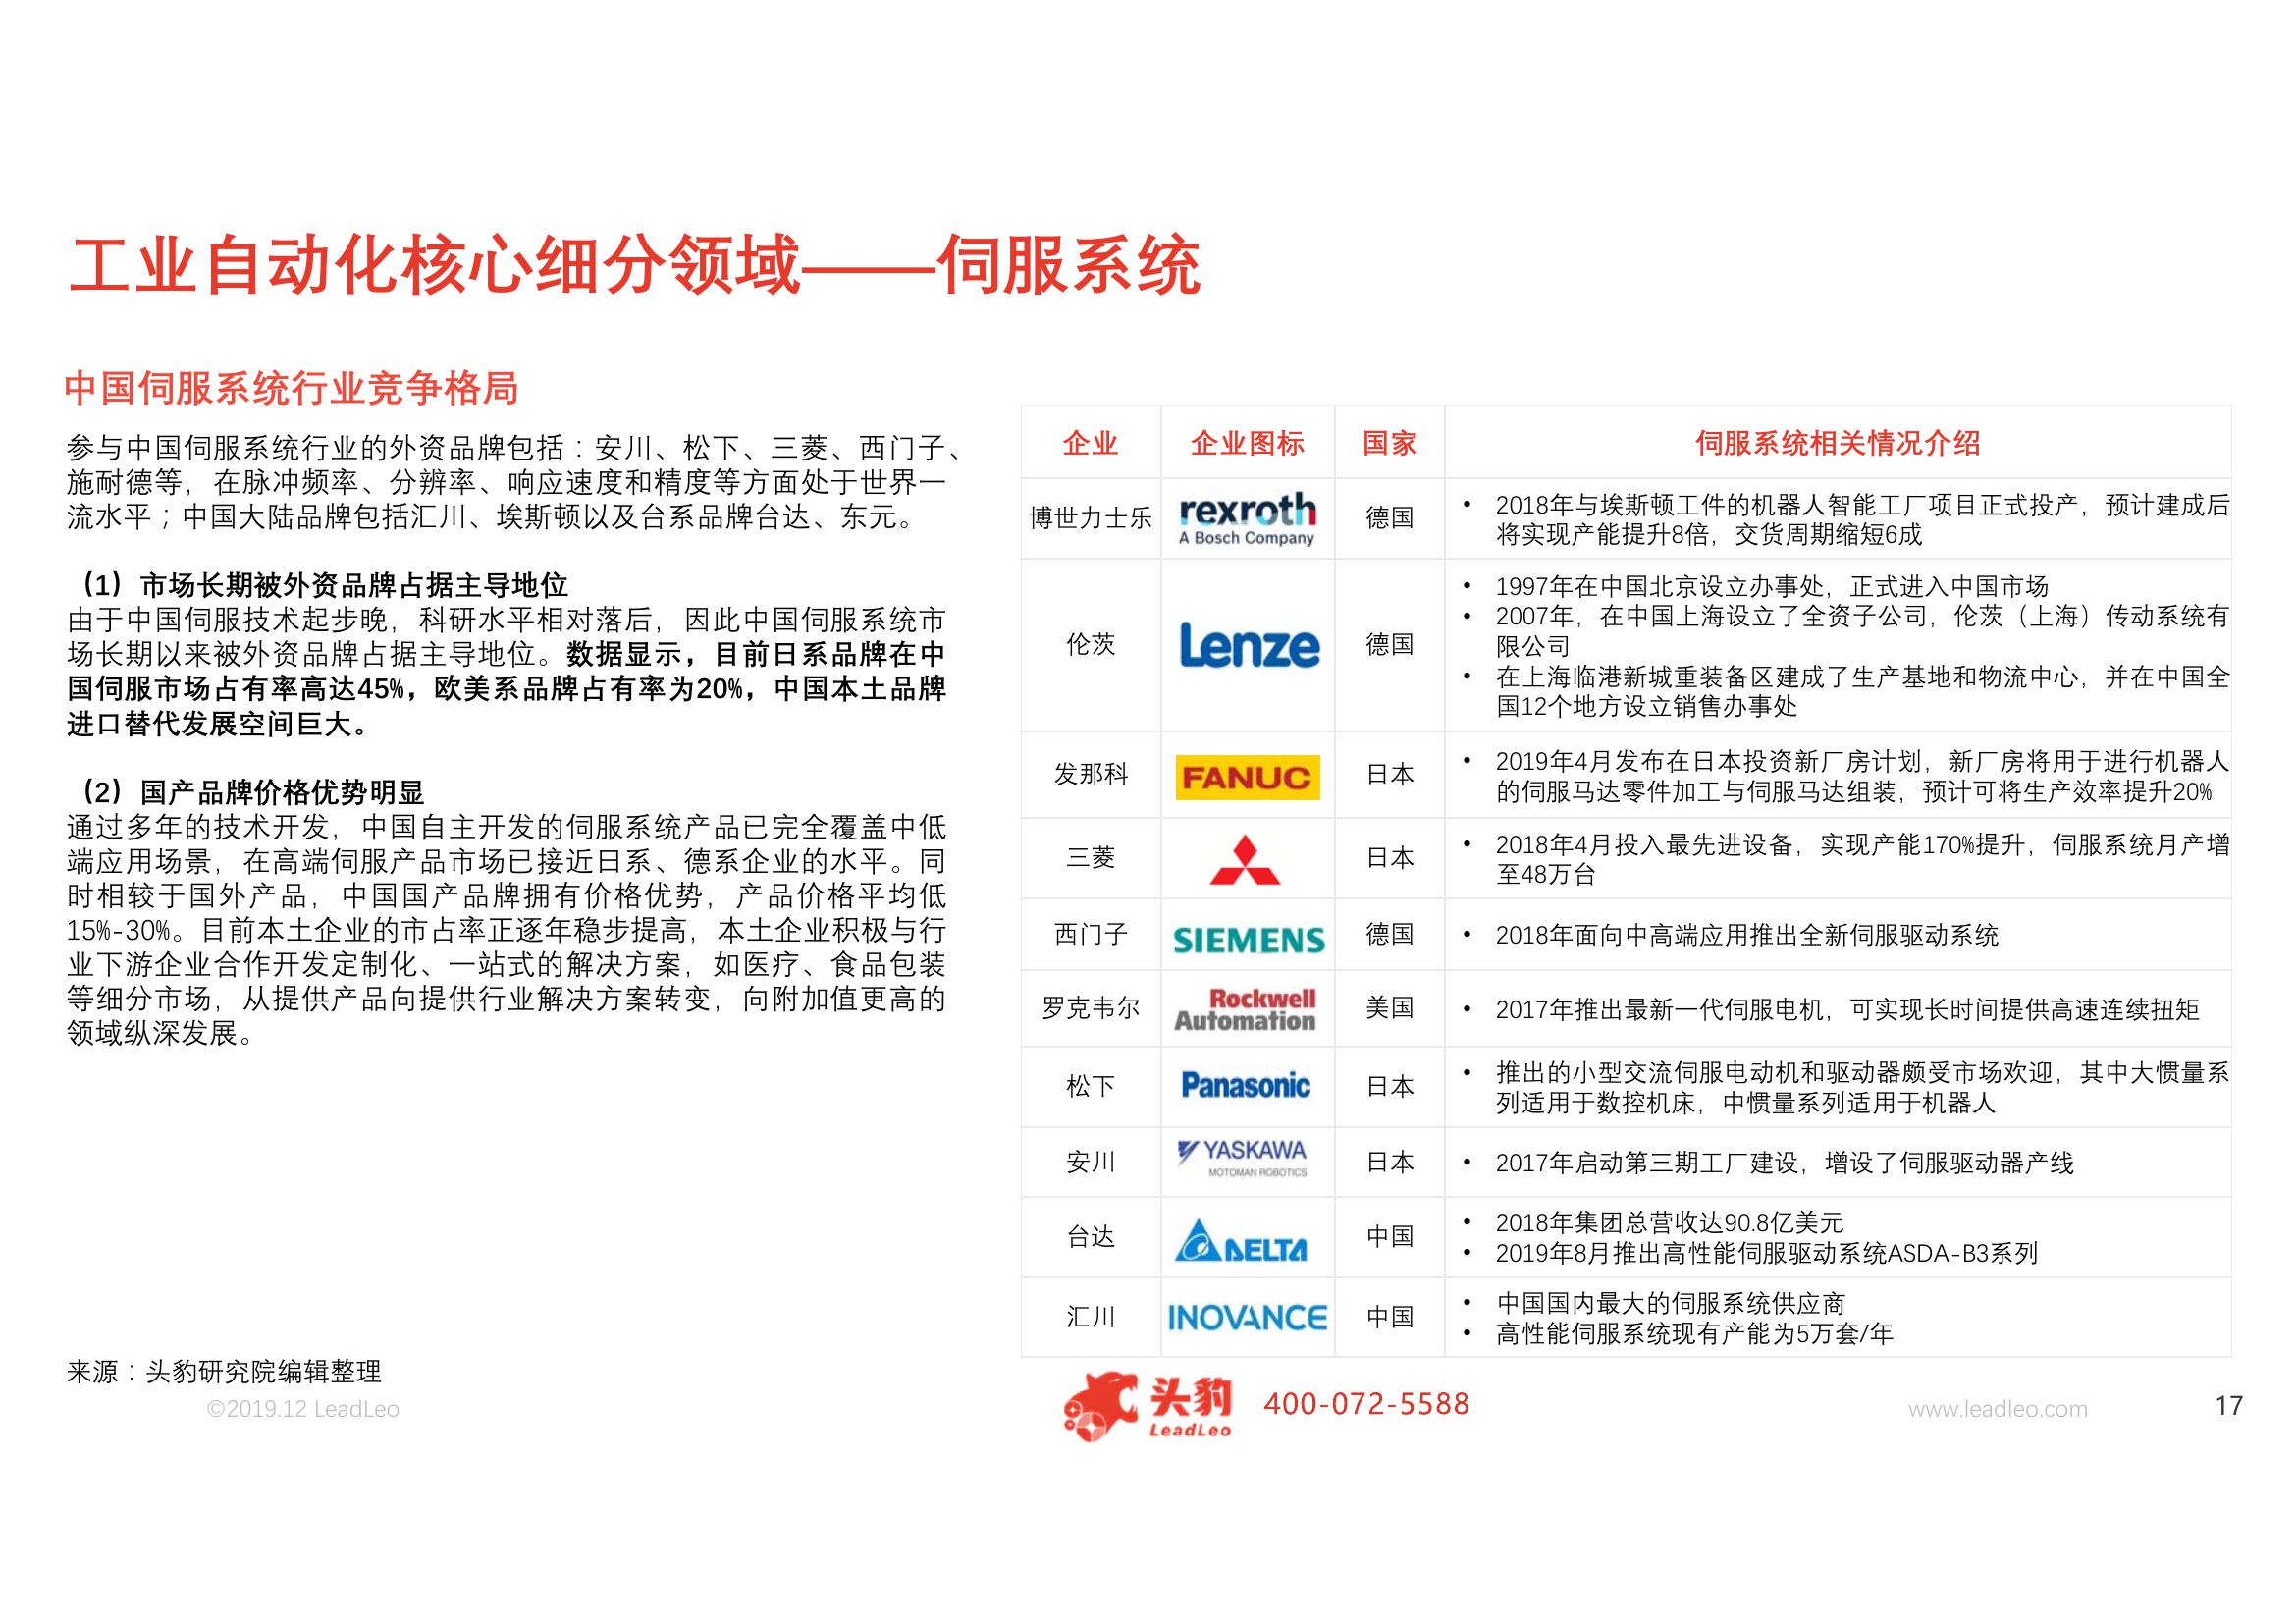 工业自动化核心细分领域——伺服系统
中国伺服系统行业竞争格局
参与中国伺服系统行业的外资品牌包括：安川、松下、三菱、西门子、
施耐德等，在脉冲频率、分辨率、响应速度和精度等方面处于世界一
流水平；中国大陆品牌包括汇川、埃斯顿以及台系品牌台达、东元。
（1）市场长期被外资品牌占据主导地位
由于中国伺服技术起步晚，科研水平相对落后，因此中国伺服系统市
场长期以来被外资品牌占据主导地位。数据显示，目前日系品牌在中
国伺服市场占有率高达45%，欧美系品牌占有率为20%，中国本土品牌
进口替代发展空间巨大。
（2）国产品牌价格优势明显
通过多年的技术开发，中国自主开发的伺服系统产品已完全覆盖中低
端应用场景，在高端伺服产品市场已接近日系、德系企业的水平。同
时相较于国外产品，中国国产品牌拥有价格优势，产品价格平均低
15%-30%。目前本土企业的市占率正逐年稳步提高，本土企业积极与行
业下游企业合作开发定制化、一站式的解决方案，如医疗、食品包装
等细分市场，从提供产品向提供行业解决方案转变，向附加值更高的
领域纵深发展。
企业 企业图标 国家 伺服系统相关情况介绍
博世力士乐 rexroth A Bosch Company 德国
• 2018年与埃斯顿工件的机器人智能工厂项目正式投产，预计建成后
将实现产能提升8倍，交货周期缩短6成
伦茨 Lenze 德国
• 1997年在中国北京设立办事处，正式进入中国市场
• 2007年，在中国上海设立了全资子公司，伦茨（上海）传动系统有
限公司
• 在上海临港新城重装备区建成了生产基地和物流中心，并在中国全
国12个地方设立销售办事处
发那科 FANUC 日本
• 2019年4月发布在日本投资新厂房计划，新厂房将用于进行机器人
的伺服马达零件加工与伺服马达组装，预计可将生产效率提升20%
三菱 日本
• 2018年4月投入最先进设备，实现产能170%提升，伺服系统月产增
至48万台
西门子 SIEMENS 德国
• 2018年面向中高端应用推出全新伺服驱动系统
罗克韦尔 Rockwell Automation 美国
• 2017年推出最新一代伺服电机，可实现长时间提供高速连续扭矩
松下 Panasonic 日本
• 推出的小型交流伺服电动机和驱动器颇受市场欢迎，其中大惯量系
列适用于数控机床，中惯量系列适用于机器人
安川 YASKAWA MOTOMAN ROBOTICS 日本
• 2017年启动第三期工厂建设，增设了伺服驱动器产线
台达 DELTA 中国
• 2018年集团总营收达90.8亿美元
• 2019年8月推出高性能伺服驱动系统ASDA-B3系列
汇川 INOVANCE 中国
• 中国国内最大的伺服系统供应商
• 高性能伺服系统现有产能为5万套/年
来源：头豹研究院编辑整理
©2019.12 LeadLeo
头豹
LeadLeo
400-072-5588
www.leadleo.com
17